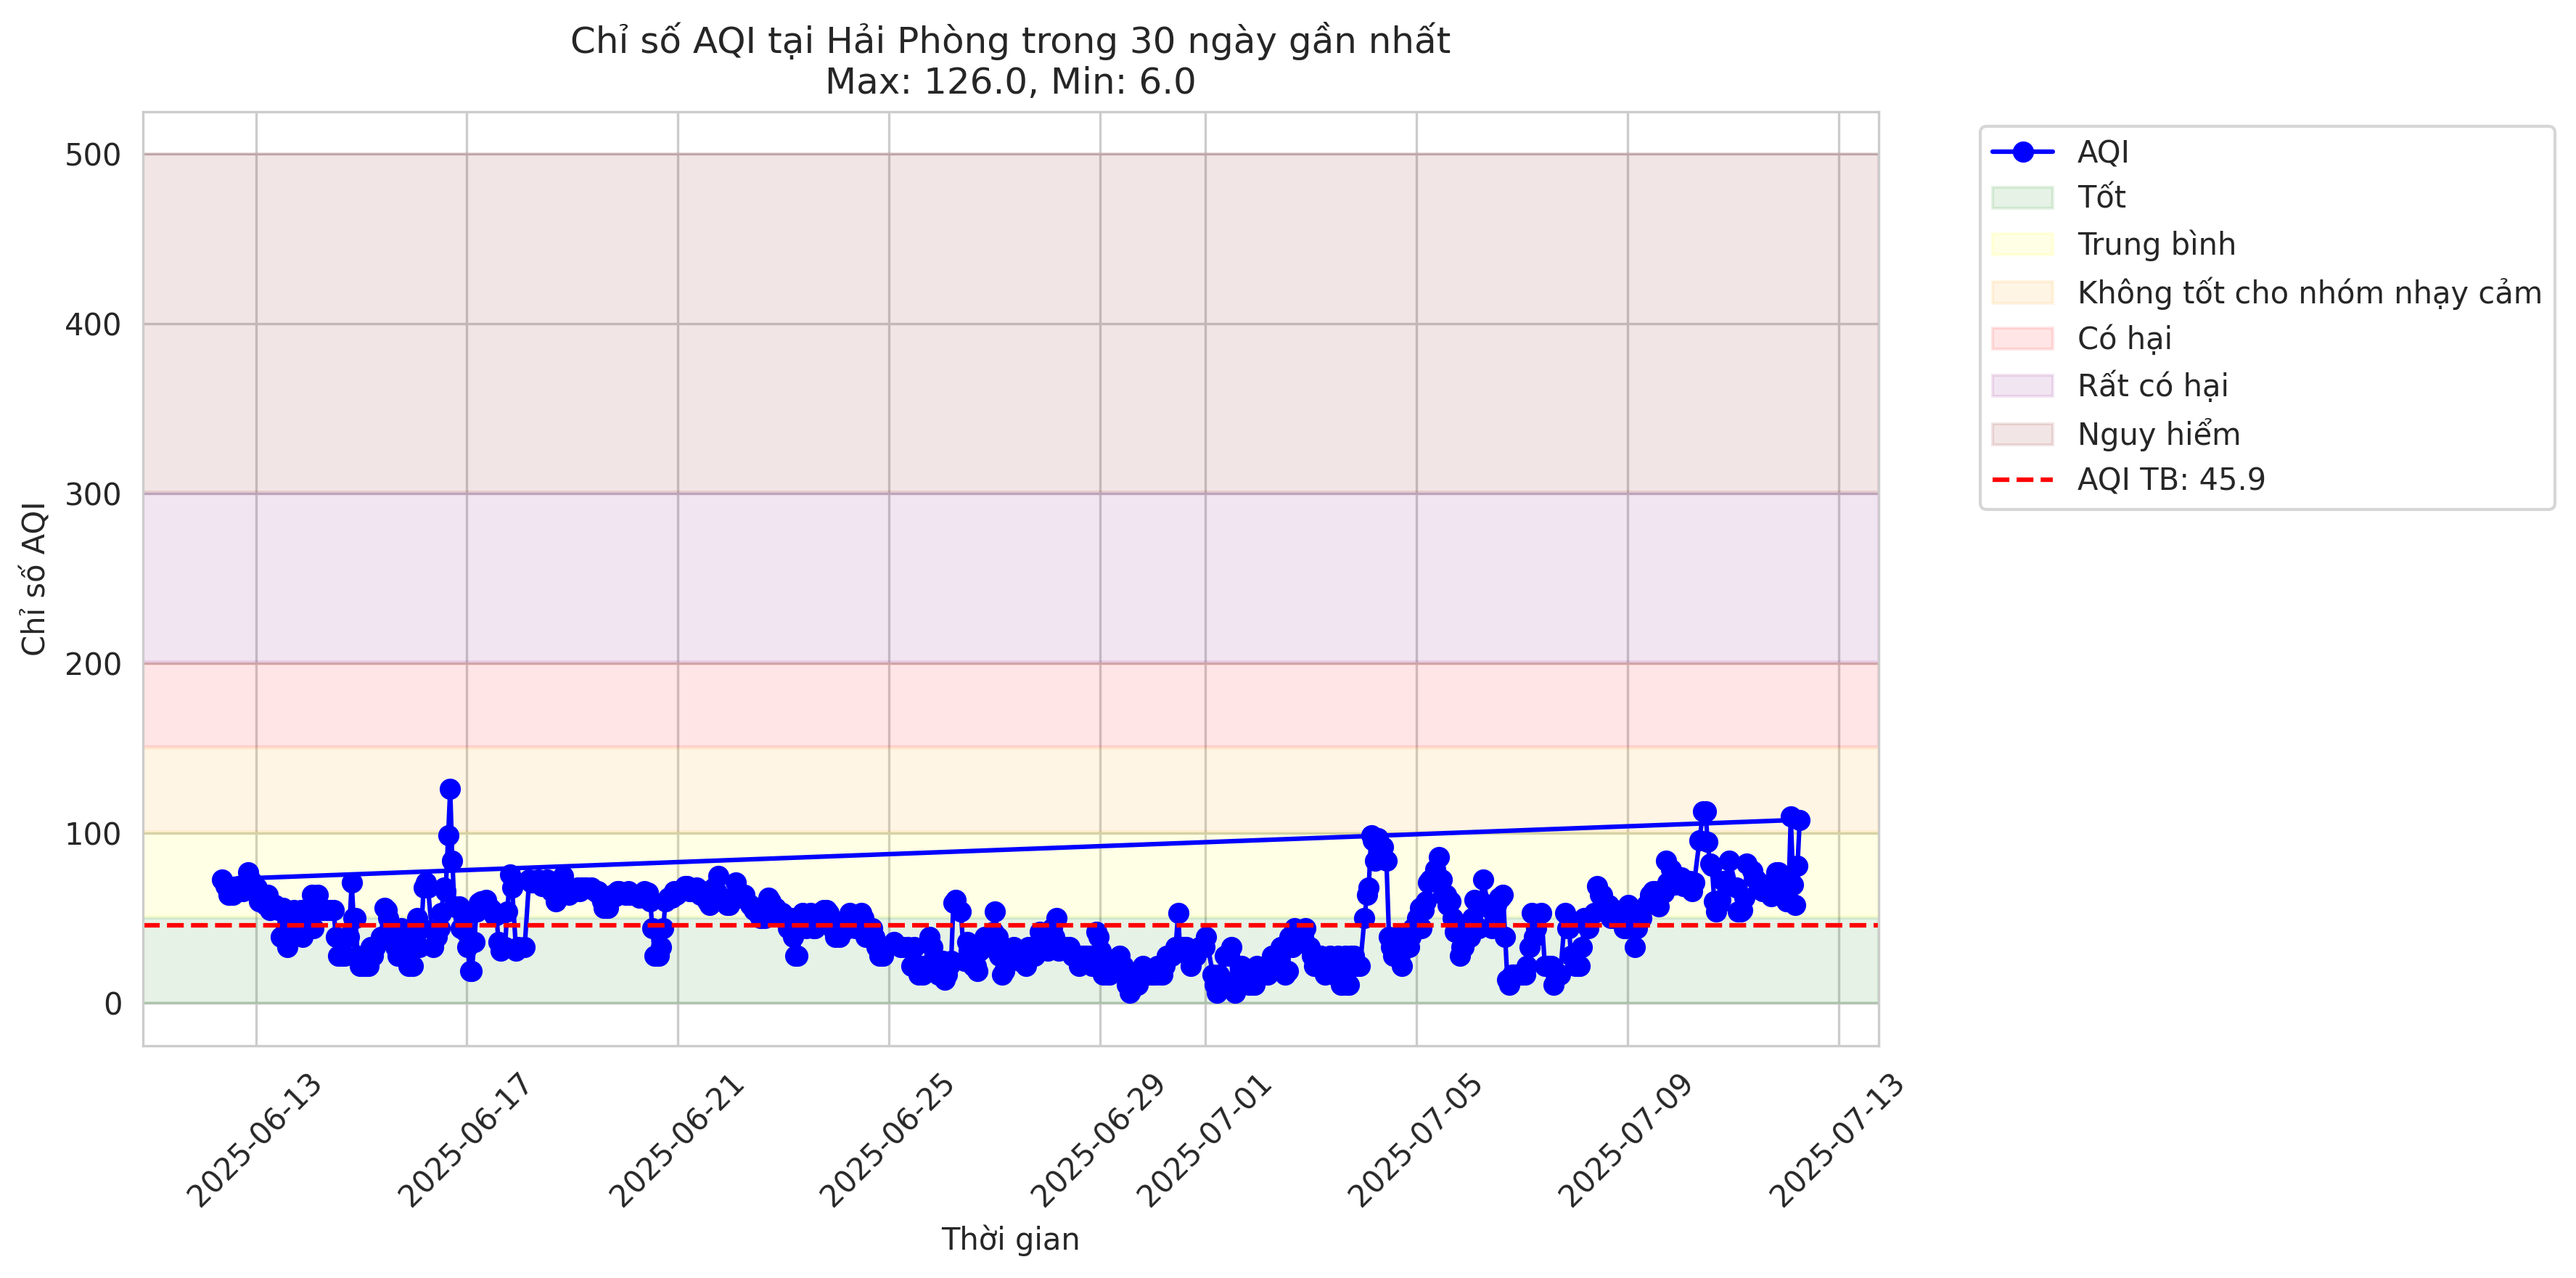 Chỉ số AQI tại Hải Phòng trong 30 ngày gần nhất
Max: 126.0, Min: 6.0
Chỉ số AQI
500
400
300
200
100
0
2025-06-13
2025-06-17
2025-06-21
2025-06-25
2025-06-29
2025-07-01
2025-07-05
2025-07-09
2025-07-13
Thời gian
AQI
Tốt
Trung bình
Không tốt cho nhóm nhạy cảm
Có hại
Rất có hại
Nguy hiểm
AQI TB: 45.9